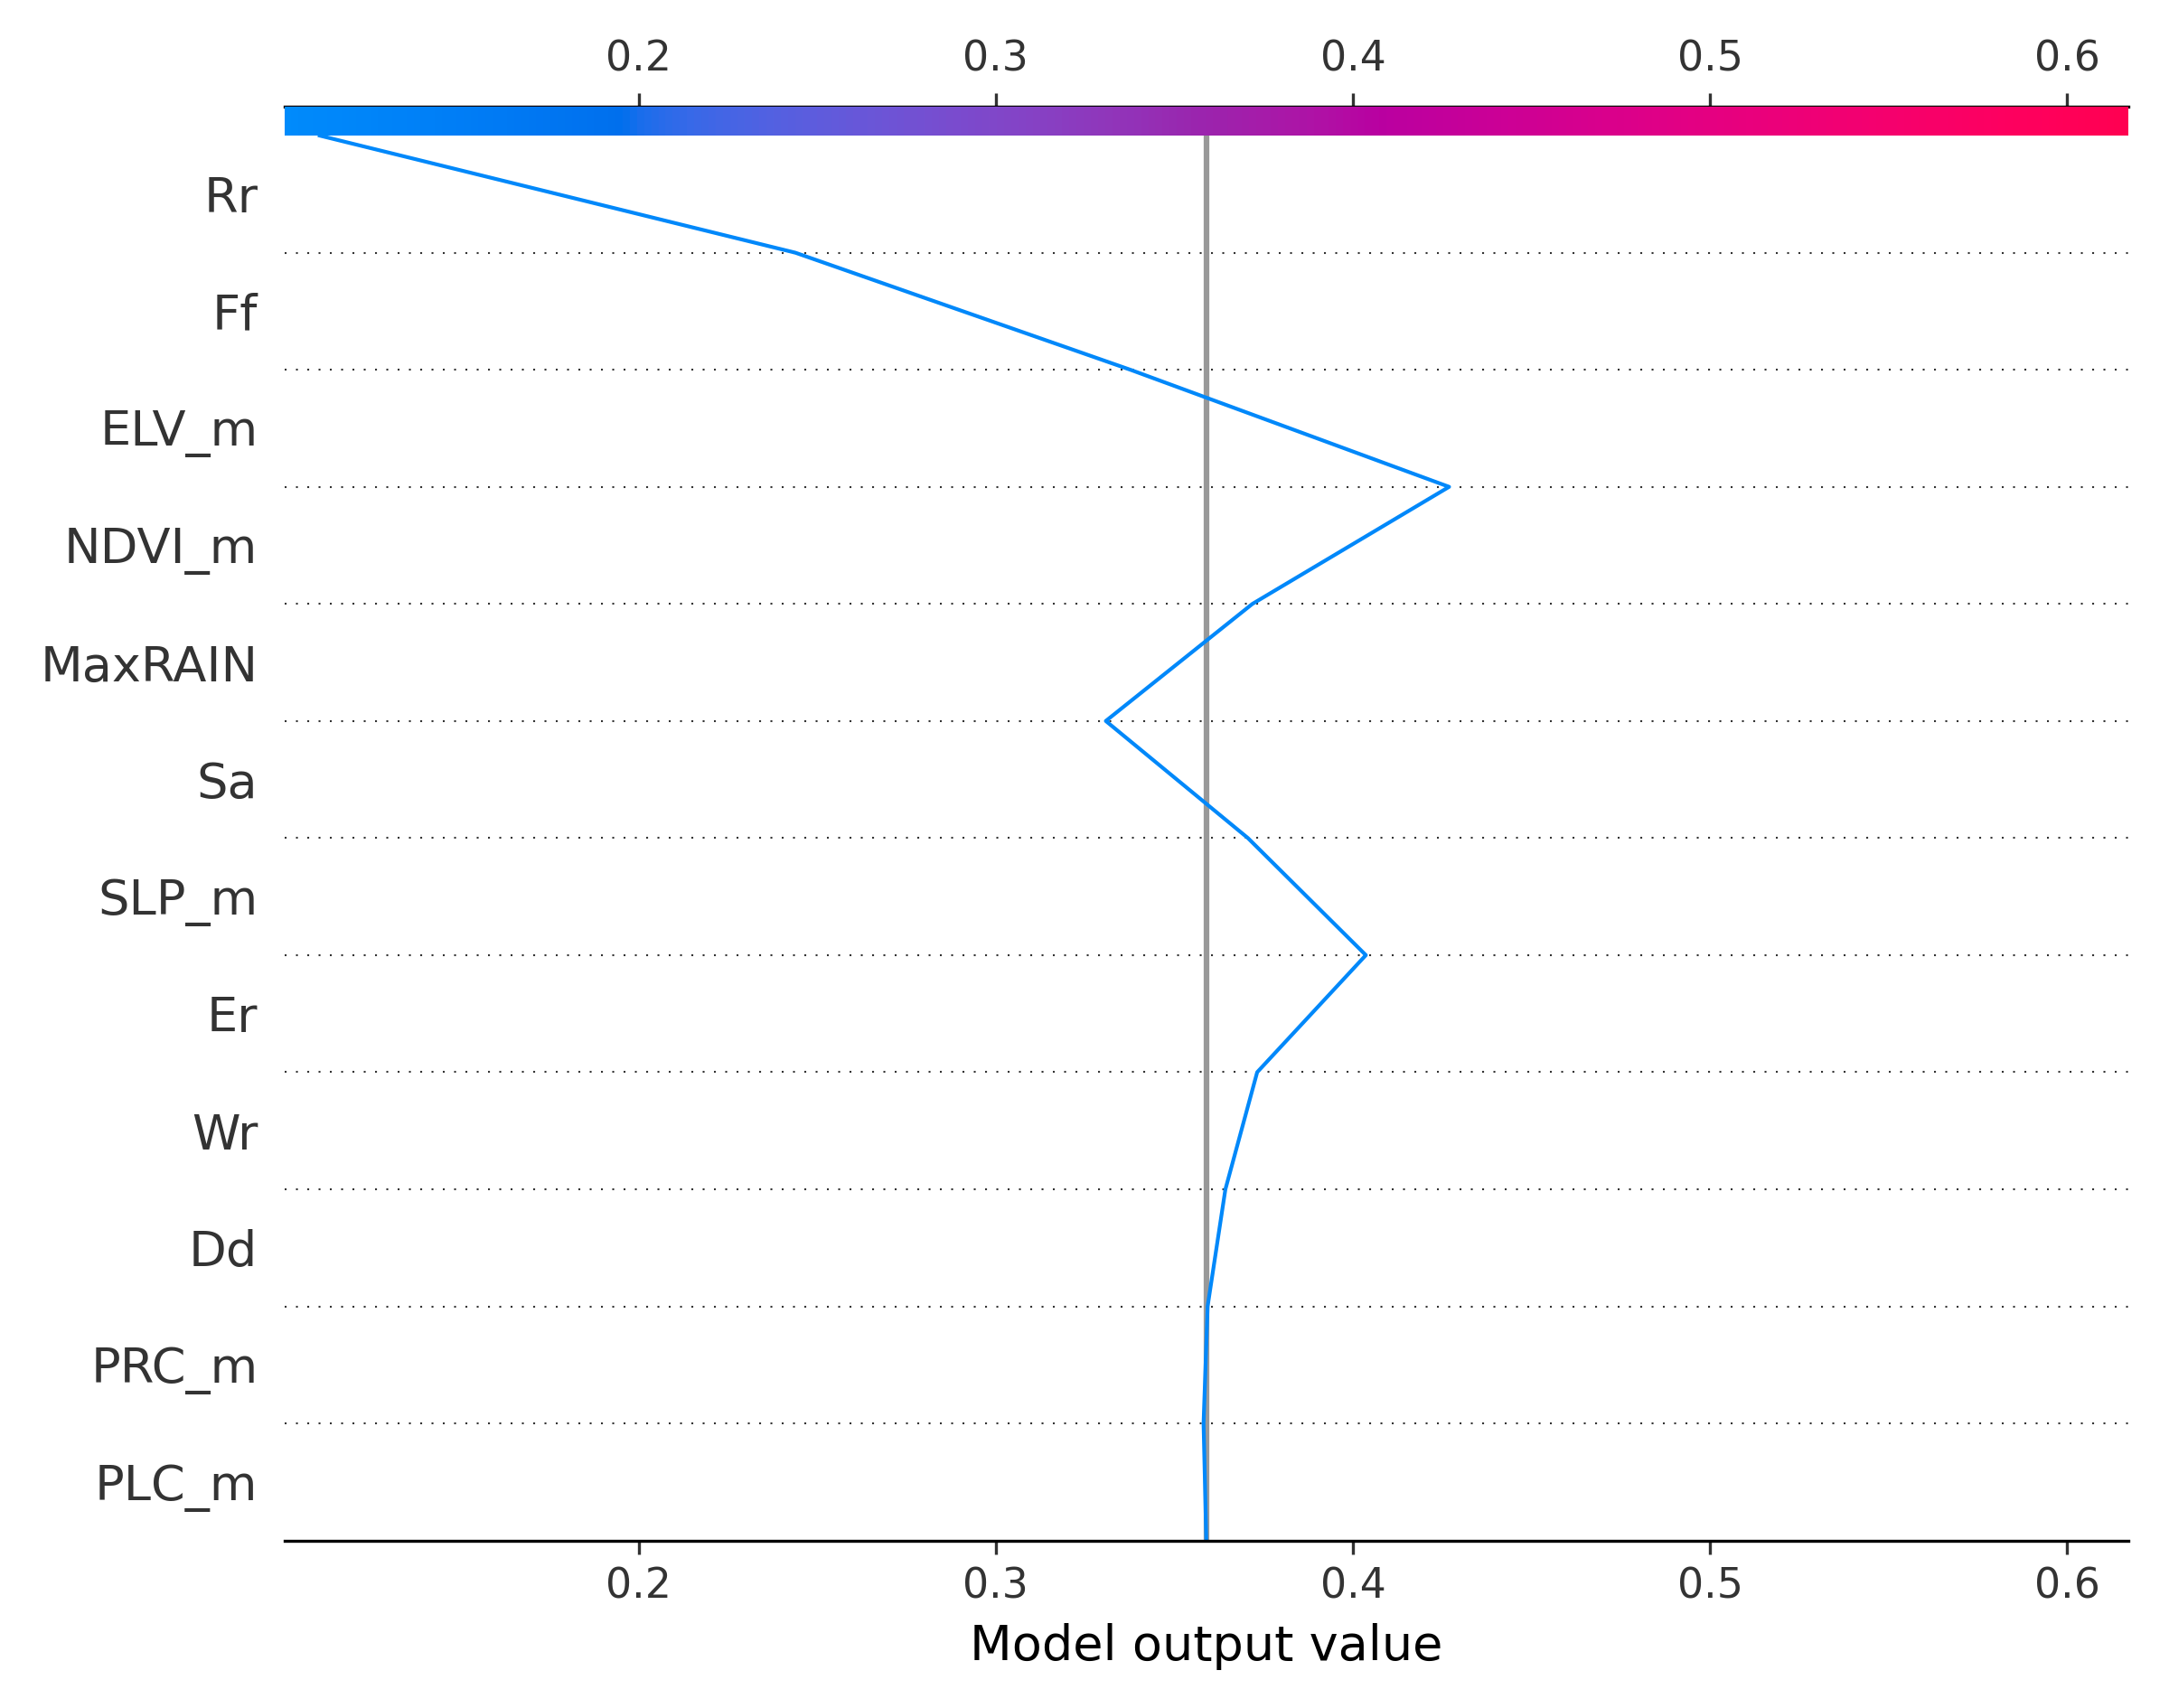 0.2 0.3 0.4 0.5 0.6
Rr
Ff
ELV_m
NDVI_m
MaxRAIN
Sa
SLP_m
Er
Wr
Dd
PRC_m
PLC_m
0.2 0.3 0.4 0.5 0.6
Model output value